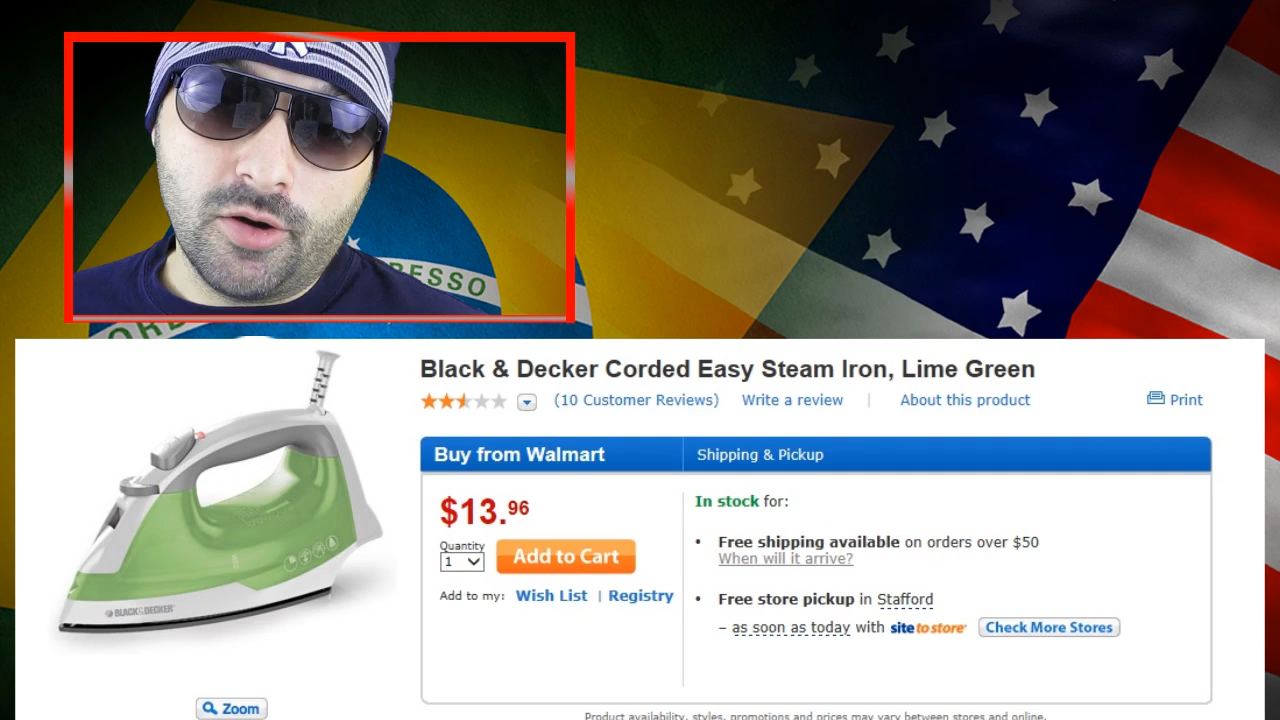 RESSO
ORD
Black & Decker Corded Easy Steam Iron, Lime Green
(10 Customer Reviews) Write a review | About this product Print
Buy from Walmart Shipping & Pickup
$13.96
In stock for:
Quantity
1
Add to Cart
• Free shipping available on orders over $50
When will it arrive?
Add to my: Wish List | Registry
• Free store pickup in Stafford
– as soon as today with site to store Check More Stores
BLACK&DECKER
Zoom
Product availability, styles, promotions and prices may vary between stores and online.